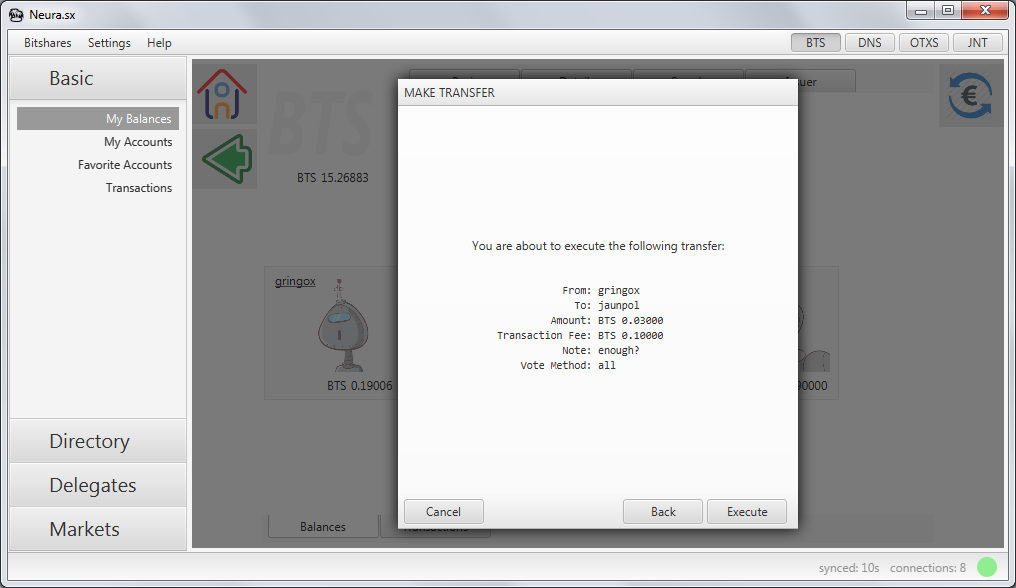 Neura.sx
Bitshares Settings Help
BTS DNS OTXS JNT
Basic
My Balances
My Accounts
Favorite Accounts
Transactions
Directory
Delegates
Markets
BTS
BTS 15.26883
gringox
BTS 0.19006
90000
Balances
Transactions
MAKE TRANSFER
You are about to execute the following transfer:
From: gringox
To: jaunpol
Amount: BTS 0.03000
Transaction Fee: BTS 0.10000
Note: enough?
Vote Method: all
Cancel Back Execute
synced: 10s connections: 8